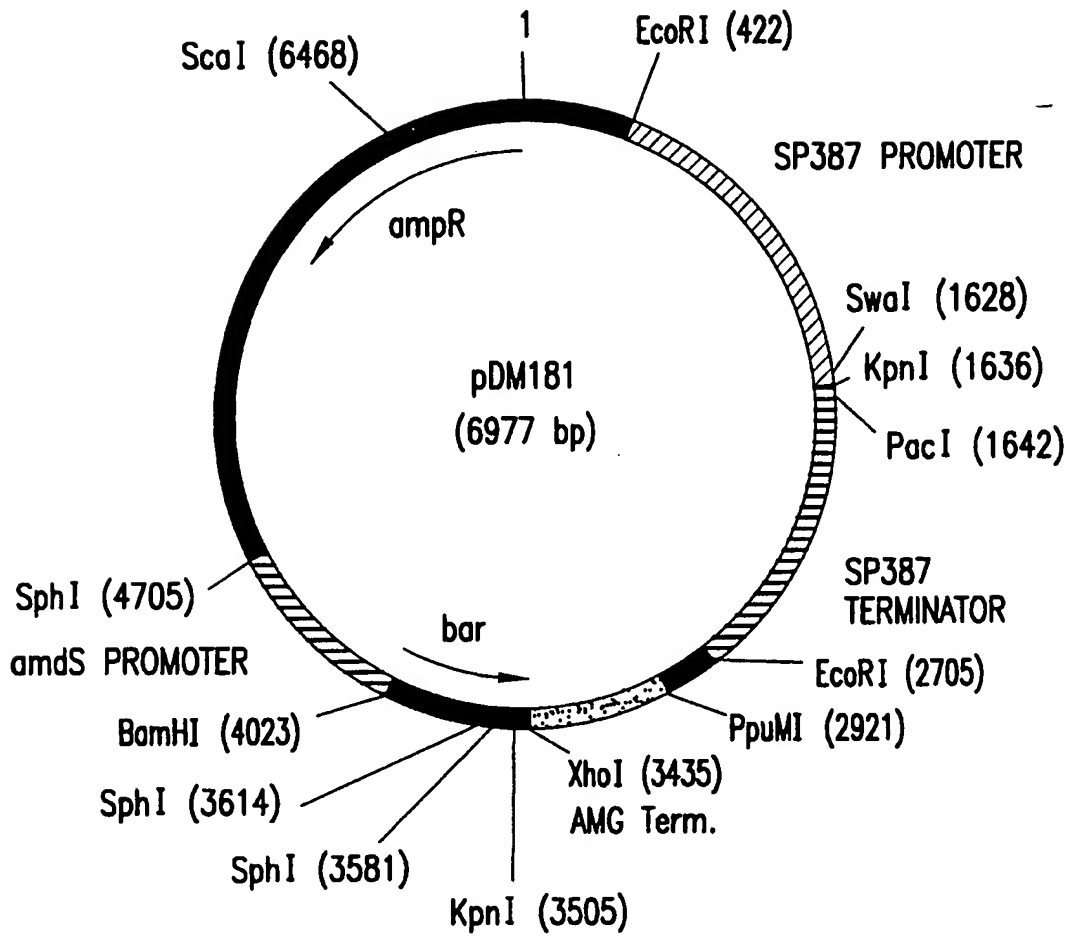 1
EcoRI (422)
ScaI (6468)
SP387 PROMOTER
ampR
SwaI (1628)
KpnI (1636)
pDM181
(6977 bp)
PacI (1642)
SP387
TERMINATOR
SphI (4705)
bar
amdS PROMOTER
EcoRI (2705)
BamHI (4023)
PpuMI (2921)
XhoI (3435)
AMG Term.
SphI (3614)
SphI (3581)
KpnI (3505)